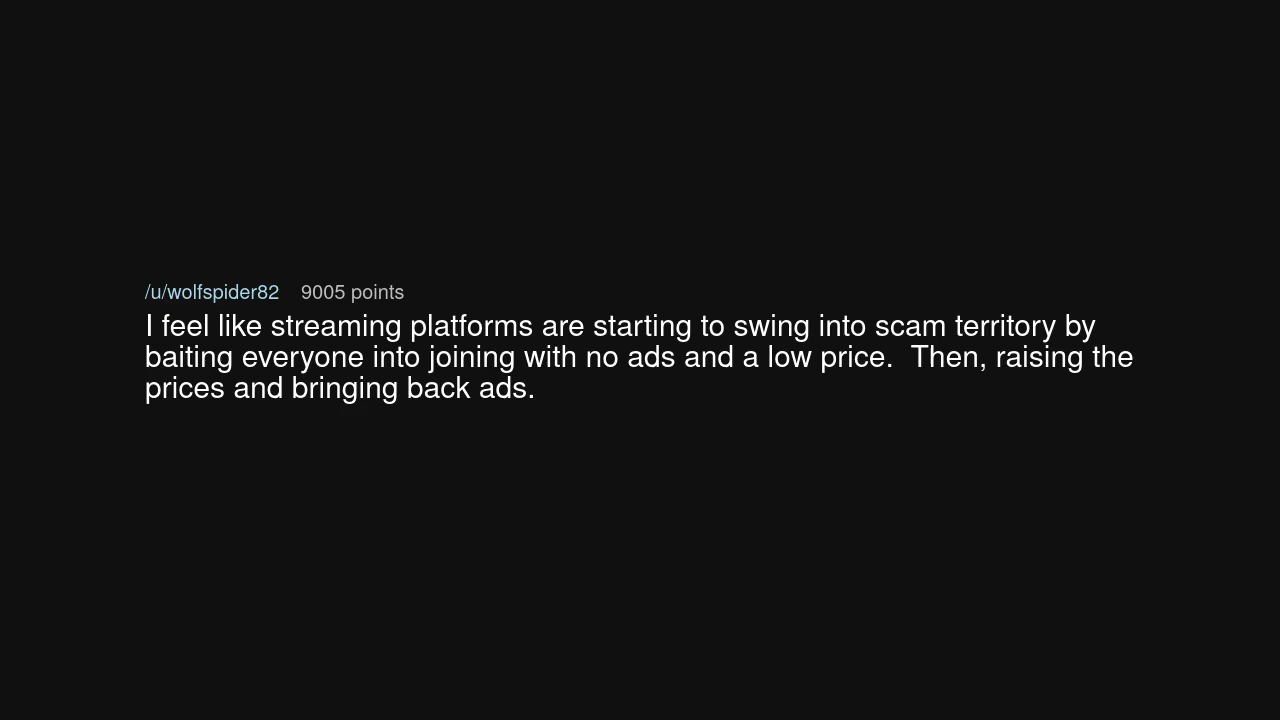 /u/wolfspider82 9005 points
I feel like streaming platforms are starting to swing into scam territory by
baiting everyone into joining with no ads and a low price.  Then, raising the
prices and bringing back ads.